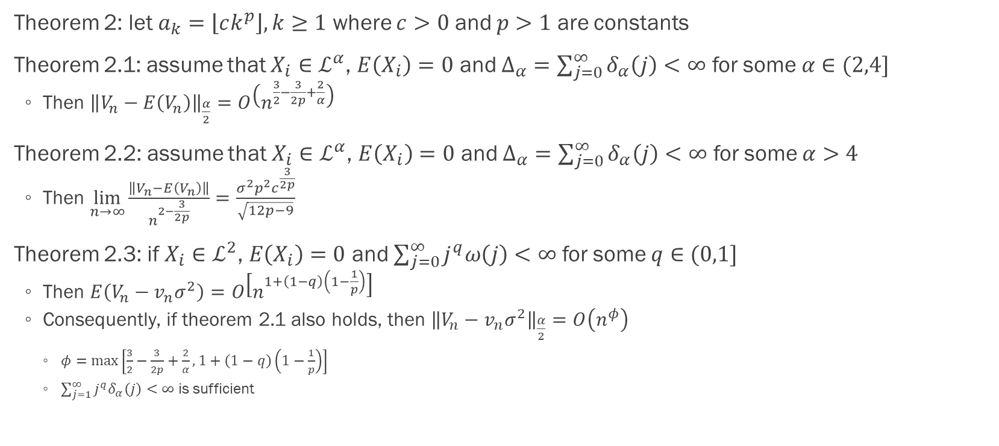 Theorem 2: let $a_k = \lfloor ck^p \rfloor, k \geq 1$ where $c > 0$ and $p > 1$ are constants
Theorem 2.1: assume that $X_i \in \mathcal{L}^\alpha$, $E(X_i) = 0$ and $\Delta_\alpha = \sum_{j=0}^{\infty} \delta_\alpha(j) < \infty$ for some $\alpha \in (2,4]$
◦ Then $\|V_n - E(V_n)\|_{\frac{\alpha}{2}} = O^{\left(n^{\frac{3}{2}-\frac{3}{2p}+\frac{2}{\alpha}}\right)}$
Theorem 2.2: assume that $X_i \in \mathcal{L}^\alpha$, $E(X_i) = 0$ and $\Delta_\alpha = \sum_{j=0}^{\infty} \delta_\alpha(j) < \infty$ for some $\alpha > 4$
◦ Then $\lim_{n \to \infty} \frac{\|V_n - E(V_n)\|}{n^{2-\frac{3}{2p}}} = \frac{\sigma^2 p^2 c^{\frac{3}{2p}}}{\sqrt{12p-9}}$
Theorem 2.3: if $X_i \in \mathcal{L}^2$, $E(X_i) = 0$ and $\sum_{j=0}^{\infty} j^q \omega(j) < \infty$ for some $q \in (0,1]$
◦ Then $E(V_n - v_n\sigma^2) = O^{\left[n^{1+(1-q)\left(1-\frac{1}{p}\right)}\right]}$
◦ Consequently, if theorem 2.1 also holds, then $\|V_n - v_n\sigma^2\|_{\frac{\alpha}{2}} = O(n^\phi)$
◦ $\phi = \max\left[\frac{3}{2} - \frac{3}{2p} + \frac{2}{\alpha}, 1 + (1-q)\left(1-\frac{1}{p}\right)\right]$
◦ $\sum_{j=1}^{\infty} j^q \delta_\alpha(j) < \infty$ is sufficient